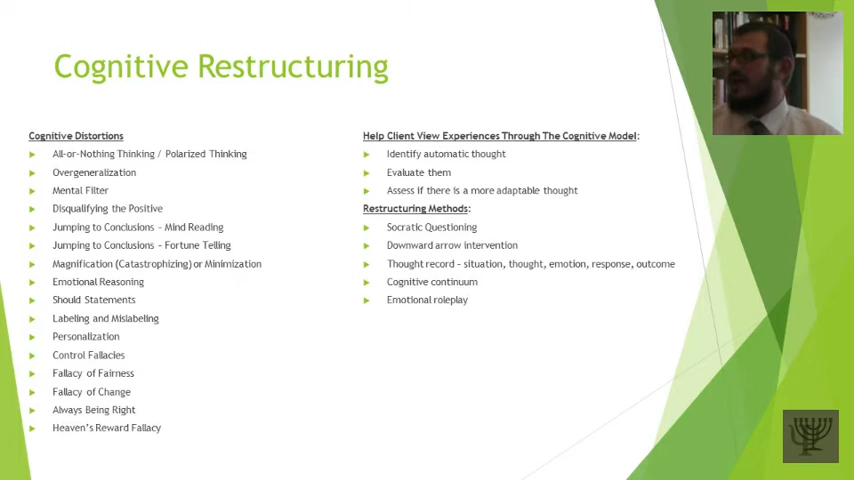 Cognitive Restructuring
Cognitive Distortions
All-or-Nothing Thinking / Polarized Thinking
Overgeneralization
Mental Filter
Disqualifying the Positive
Jumping to Conclusions – Mind Reading
Jumping to Conclusions – Fortune Telling
Magnification (Catastrophizing) or Minimization
Emotional Reasoning
Should Statements
Labeling and Mislabeling
Personalization
Control Fallacies
Fallacy of Fairness
Fallacy of Change
Always Being Right
Heaven's Reward Fallacy
Help Client View Experiences Through The Cognitive Model:
Identify automatic thought
Evaluate them
Assess if there is a more adaptable thought
Restructuring Methods:
Socratic Questioning
Downward arrow intervention
Thought record – situation, thought, emotion, response, outcome
Cognitive continuum
Emotional roleplay